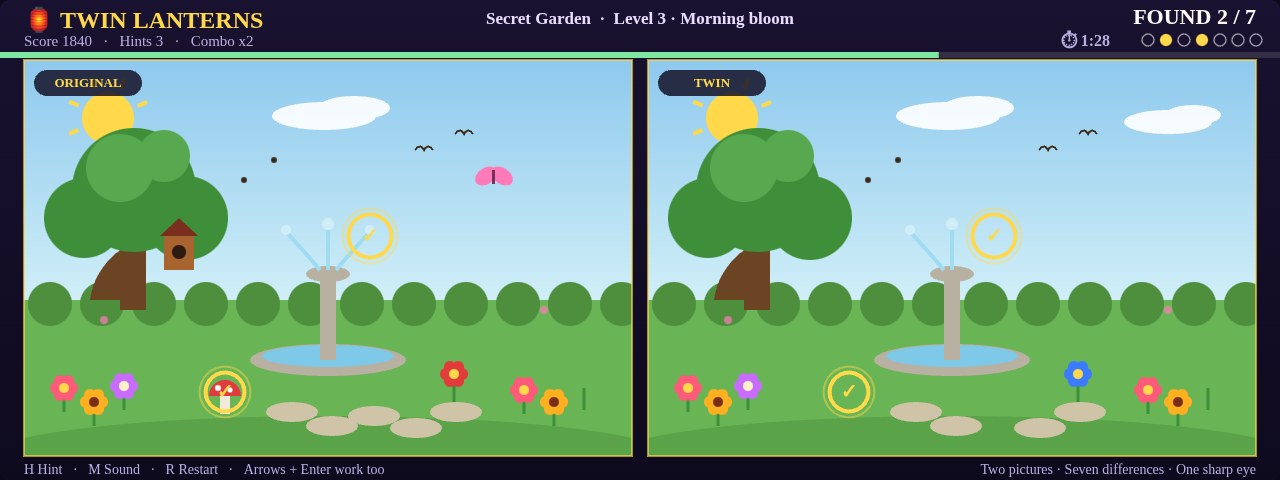 TWIN LANTERNS
Score 1840 · Hints 3 · Combo x2
Secret Garden · Level 3 · Morning bloom
FOUND 2 / 7
1:28
ORIGINAL
TWIN
H Hint · M Sound · R Restart · Arrows + Enter work too
Two pictures · Seven differences · One sharp eye